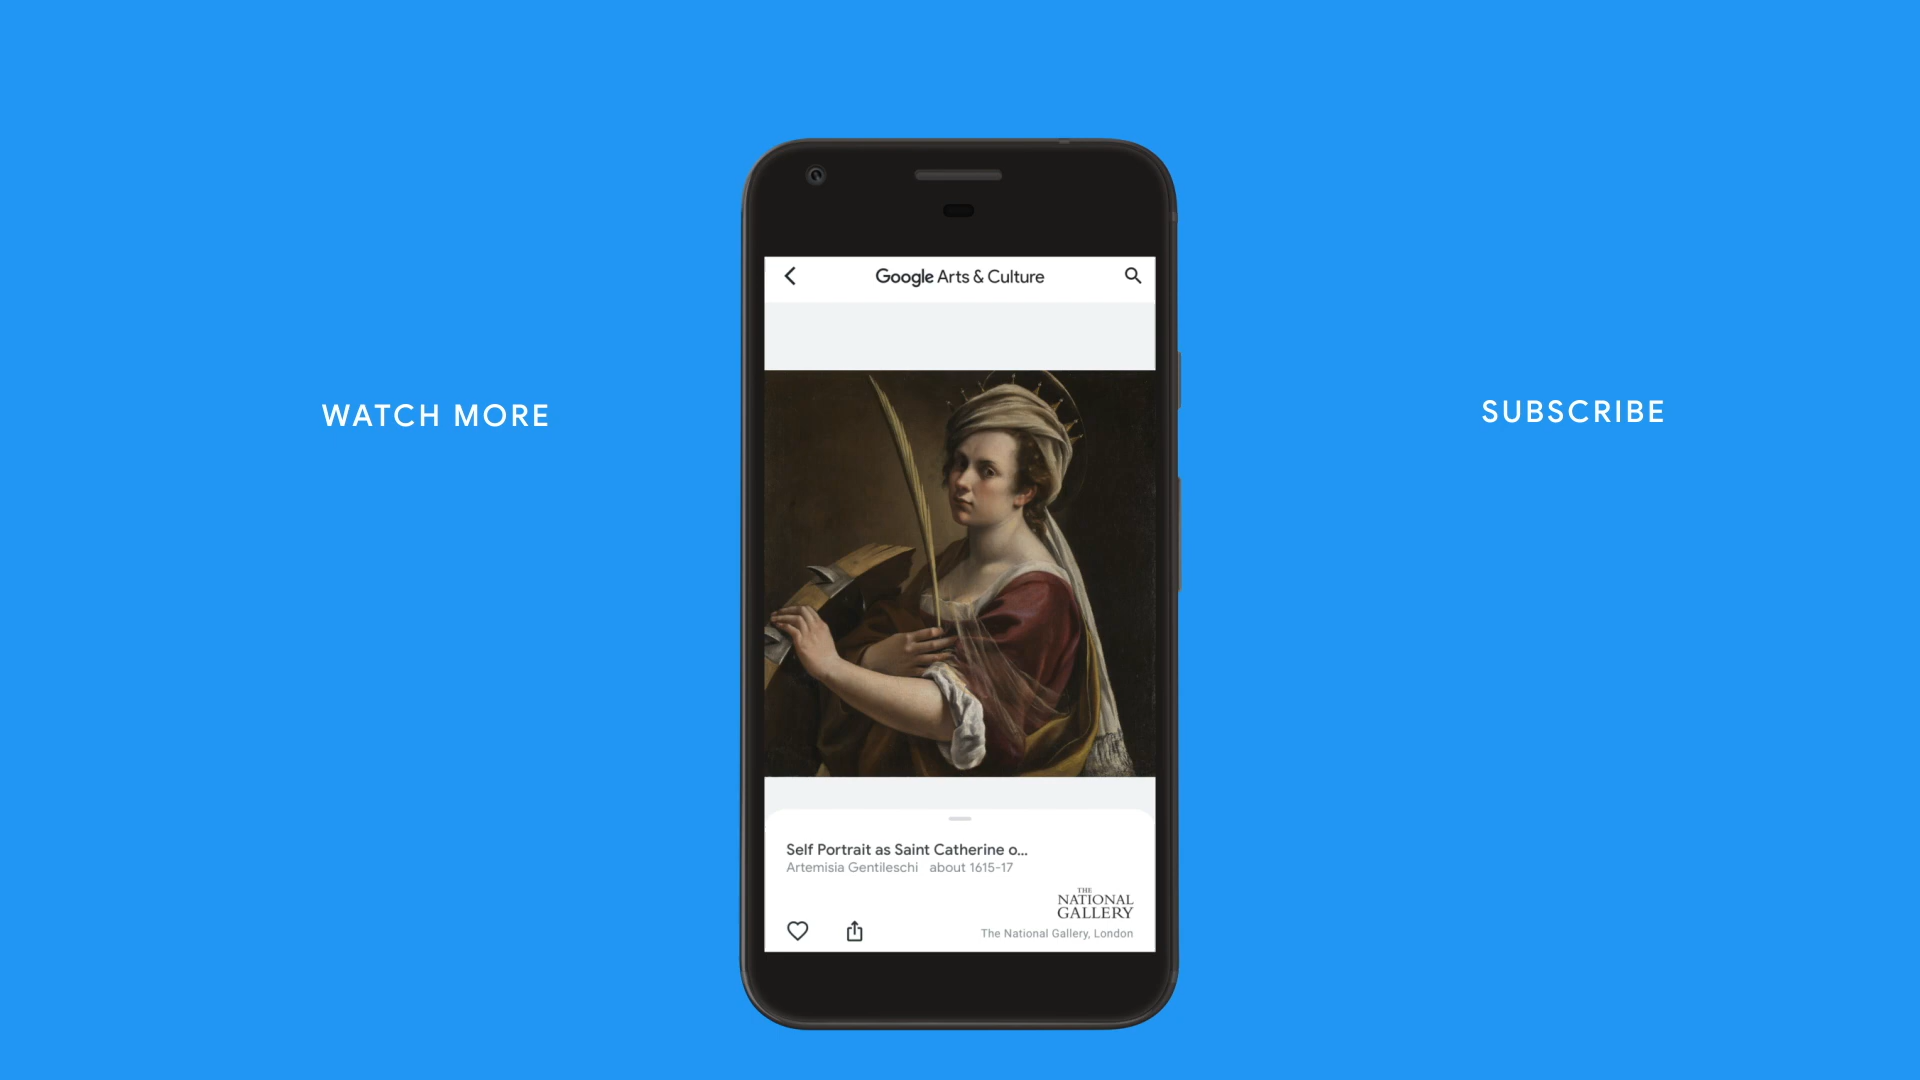 Google Arts & Culture
WATCH MORE
SUBSCRIBE
Self Portrait as Saint Catherine o...
Artemisia Gentileschi about 1615-17
THE
NATIONAL
GALLERY
The National Gallery, London